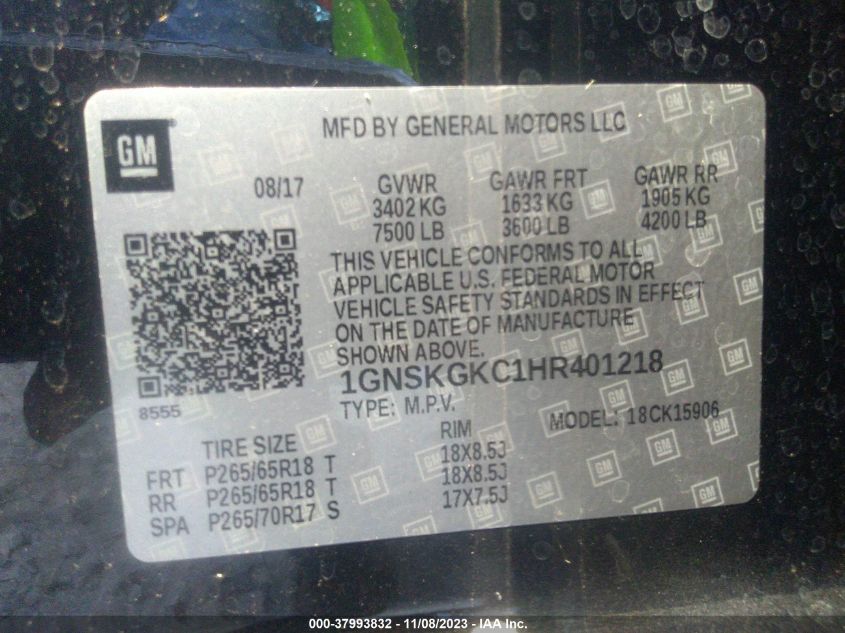 GM
MFD BY GENERAL MOTORS LLC
08/17 GVWR GAWR FRT GAWR RR
3402 KG 1633 KG 1905 KG
7500 LB 3600 LB 4200 LB
THIS VEHICLE CONFORMS TO ALL
APPLICABLE U.S. FEDERAL MOTOR
VEHICLE SAFETY STANDARDS IN EFFECT
ON THE DATE OF MANUFACTURE
SHOWN ABOVE.
1GNSKGKC1HR401218
8555 TYPE: M.P.V. MODEL: 18CK15906
TIRE SIZE RIM
FRT P265/65R18 T 18X8.5J
RR P265/65R18 T 18X8.5J
SPA P265/70R17 S 17X7.5J
000-37993832 - 11/08/2023 - IAA Inc.